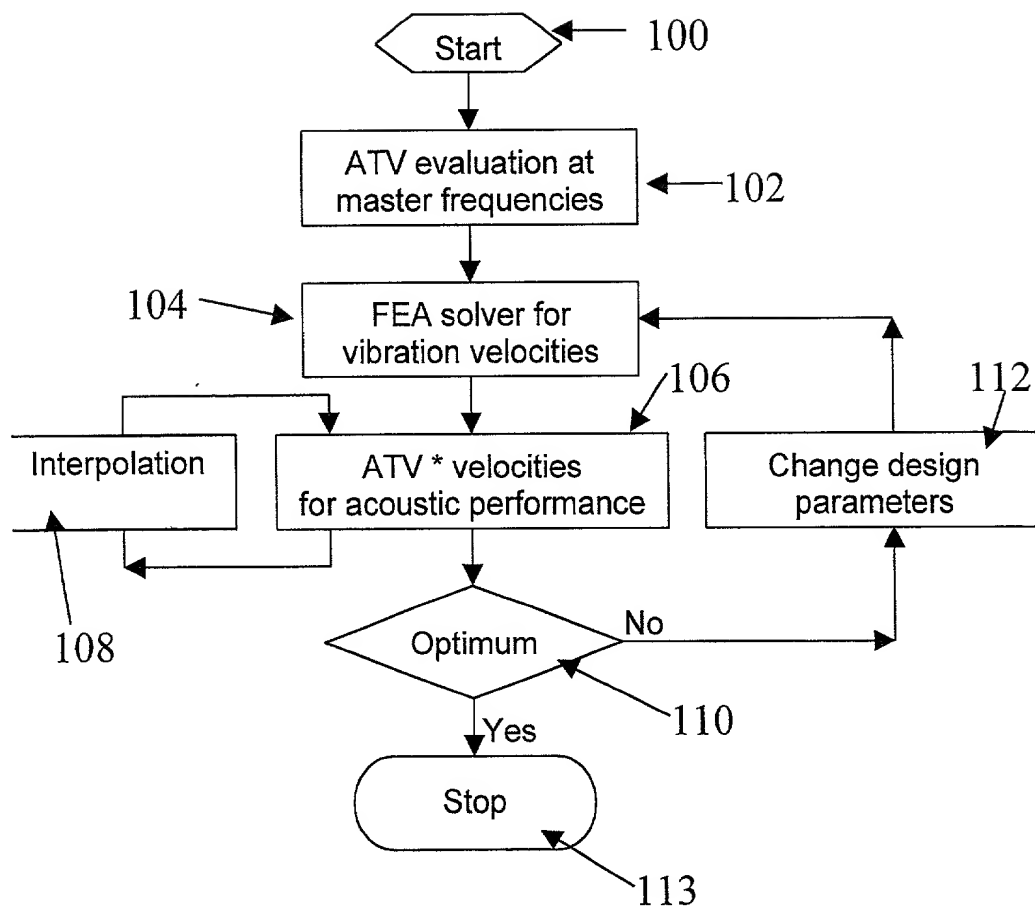 Start
100
ATV evaluation at
master frequencies
102
104
FEA solver for
vibration velocities
106
112
Interpolation
ATV * velocities
for acoustic performance
Change design
parameters
108
Optimum
No
110
Yes
Stop
113